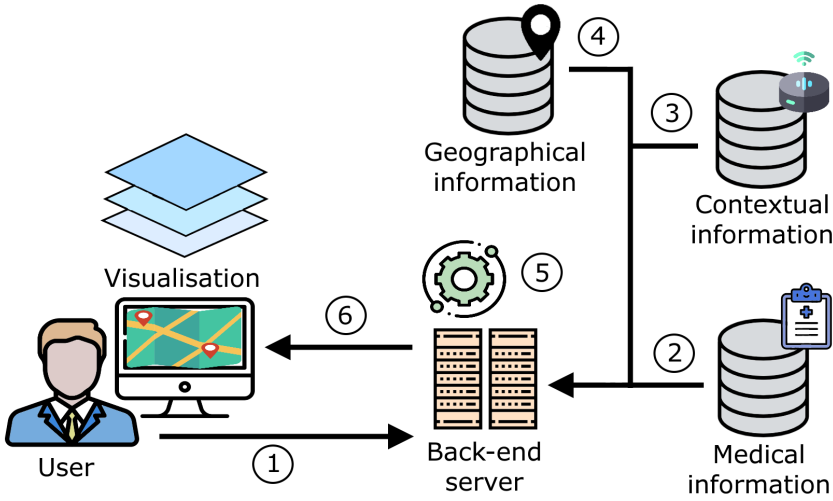 4
Geographical
information
3
Contextual
information
Visualisation
5
6
2
User
1
Back-end
server
Medical
information